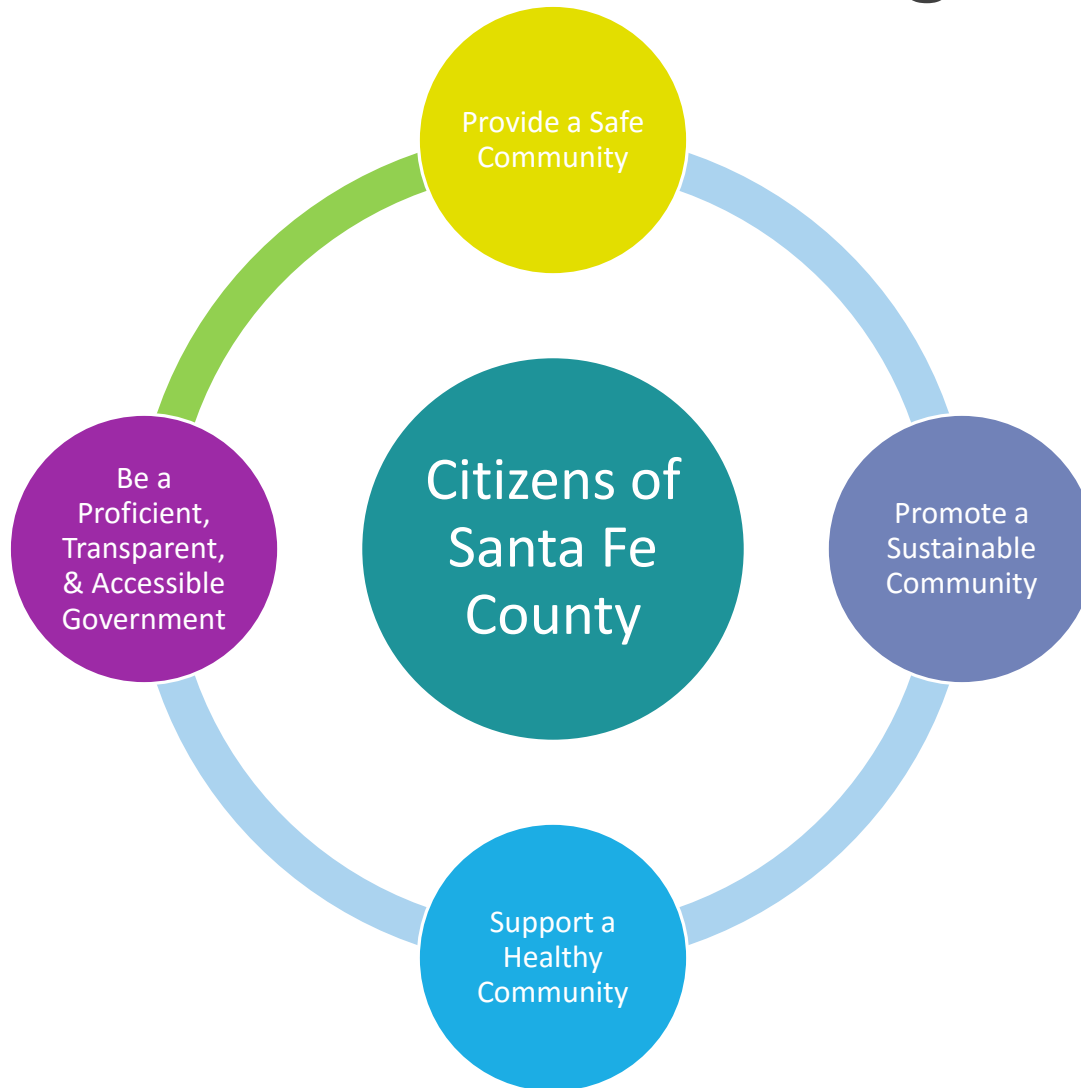 Provide a Safe
Community
Be a
Proficient,
Transparent,
& Accessible
Government
Citizens of
Santa Fe
County
Promote a
Sustainable
Community
Support a
Healthy
Community